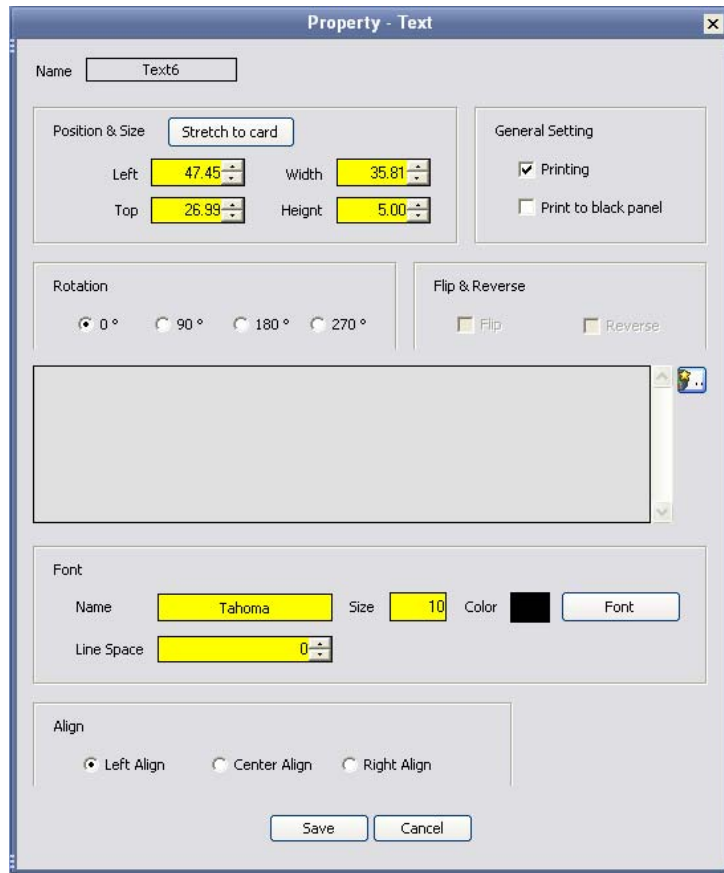 Property - Text
Name Text6
Position & Size Stretch to card
Left 47.45 Width 35.81
Top 26.99 Heignt 5.00
General Setting
Printing
Print to black panel
Rotation
0 ° 90 ° 180 ° 270 °
Flip & Reverse
Flip Reverse
..
Font
Name Tahoma Size 10 Color Font
Line Space 0
Align
Left Align Center Align Right Align
Save Cancel